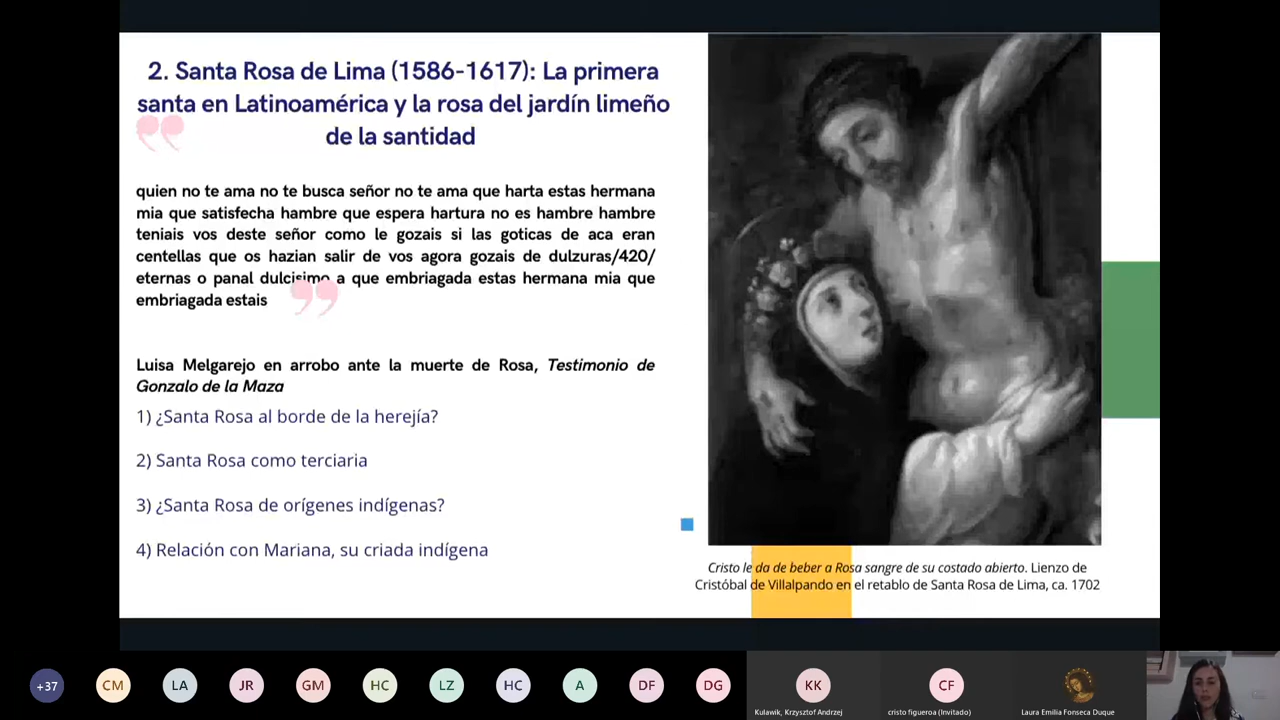 2. Santa Rosa de Lima (1586-1617): La primera
santa en Latinoamérica y la rosa del jardín limeño
de la santidad
quien no te ama no te busca señor no te ama que harta estas hermana
mia que satisfecha hambre que espera hartura no es hambre hambre
teniais vos deste señor como le gozais si las goticas de aca eran
centellas que os hazian salir de vos agora gozais de dulzuras/420/
eternas o panal dulcisimo a que embriagada estas hermana mia que
embriagada estais
Luisa Melgarejo en arrobo ante la muerte de Rosa, Testimonio de
Gonzalo de la Maza
1) ¿Santa Rosa al borde de la herejía?
2) Santa Rosa como terciaria
3) ¿Santa Rosa de orígenes indígenas?
4) Relación con Mariana, su criada indígena
Cristo le da de beber a Rosa sangre de su costado abierto. Lienzo de
Cristóbal de Villalpando en el retablo de Santa Rosa de Lima, ca. 1702
+37 CM LA JR GM HC LZ HC A DF DG KK CF
Kulawik, Krzysztof Andrzej cristo figueroa (Invitado) Laura Emilia Fonseca Duque